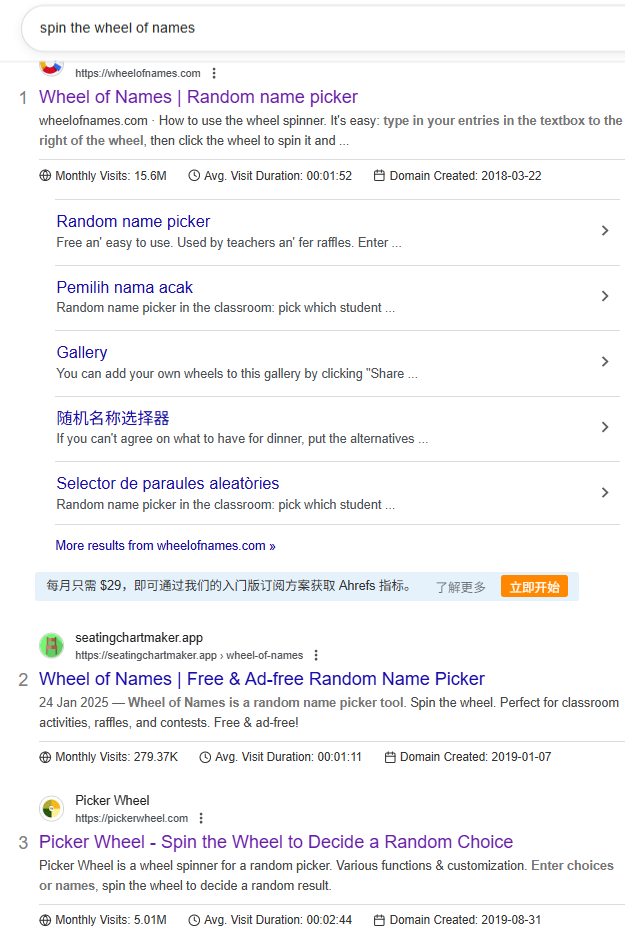 spin the wheel of names
https://wheelofnames.com
1 Wheel of Names | Random name picker
wheelofnames.com · How to use the wheel spinner. It's easy: type in your entries in the textbox to the
right of the wheel, then click the wheel to spin it and ...
Monthly Visits: 15.6M Avg. Visit Duration: 00:01:52 Domain Created: 2018-03-22
Random name picker
Free an' easy to use. Used by teachers an' fer raffles. Enter ...
Pemilih nama acak
Random name picker in the classroom: pick which student ...
Gallery
You can add your own wheels to this gallery by clicking "Share ...
随机名称选择器
If you can't agree on what to have for dinner, put the alternatives ...
Selector de paraules aleatòries
Random name picker in the classroom: pick which student ...
More results from wheelofnames.com »
每月只需 $29，即可通过我们的入门版订阅方案获取 Ahrefs 指标。 了解更多 立即开始
seatingchartmaker.app
https://seatingchartmaker.app › wheel-of-names
2 Wheel of Names | Free & Ad-free Random Name Picker
24 Jan 2025 — Wheel of Names is a random name picker tool. Spin the wheel. Perfect for classroom
activities, raffles, and contests. Free & ad-free!
Monthly Visits: 279.37K Avg. Visit Duration: 00:01:11 Domain Created: 2019-01-07
Picker Wheel
https://pickerwheel.com
3 Picker Wheel - Spin the Wheel to Decide a Random Choice
Picker Wheel is a wheel spinner for a random picker. Various functions & customization. Enter choices
or names, spin the wheel to decide a random result.
Monthly Visits: 5.01M Avg. Visit Duration: 00:02:44 Domain Created: 2019-08-31